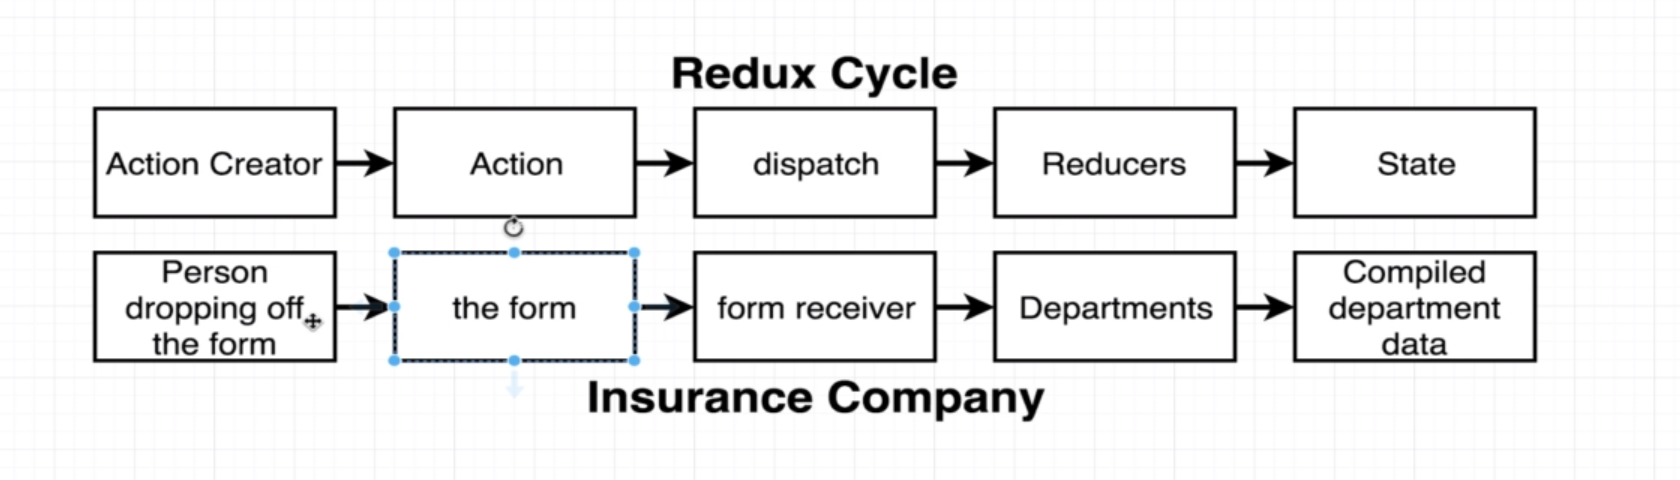 Redux Cycle
Action Creator
Action
dispatch
Reducers
State
Person
dropping off
the form
the form
form receiver
Departments
Compiled
department
data
Insurance Company